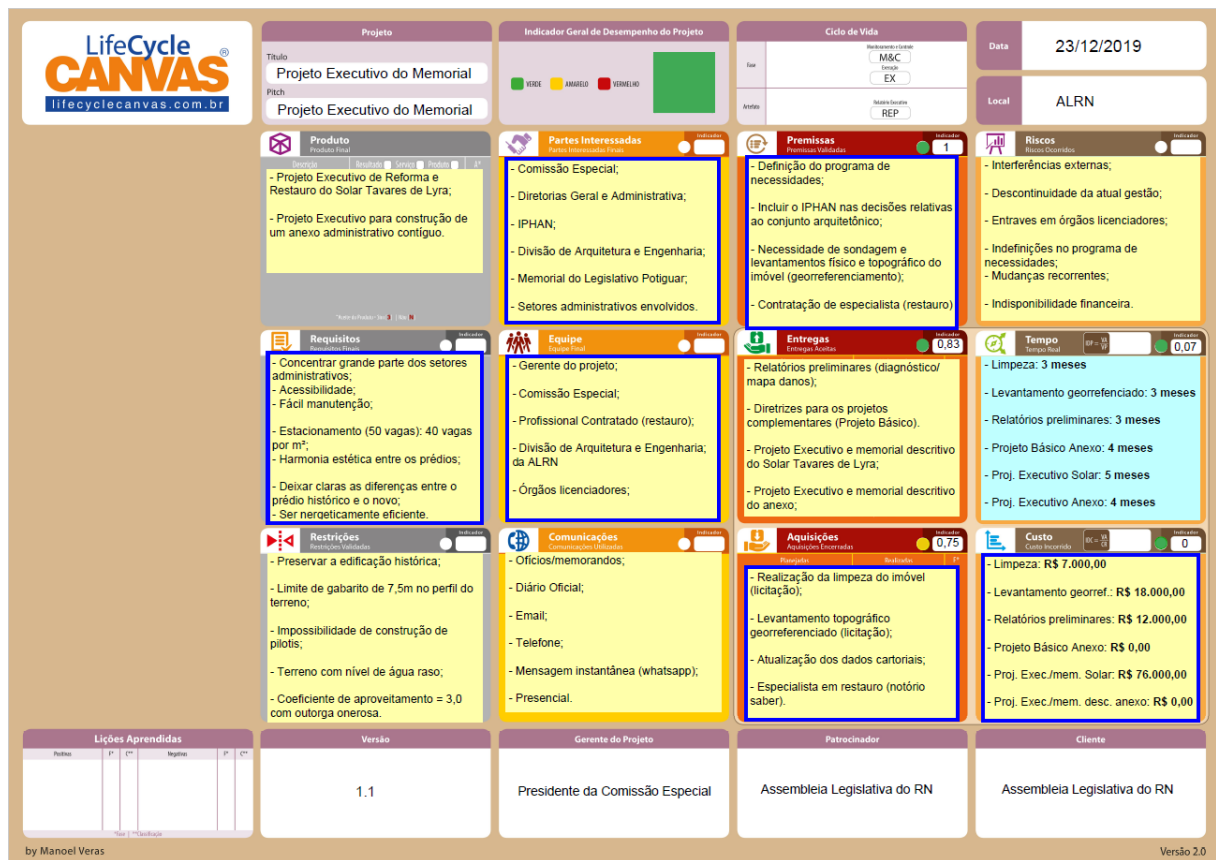 LifeCycle
CANVAS®
lifecyclecanvas.com.br
Projeto
Título
Projeto Executivo do Memorial
Pitch
Projeto Executivo do Memorial
Indicador Geral de Desempenho do Projeto
VERDE AMARELO VERMELHO
Ciclo de Vida
Fase
Monitoramento e Controle
M&C
Execução
EX
Artefato
Relatório Executivo
REP
Data
23/12/2019
Local
ALRN
Produto
Produto Final
Descrição Resultado Serviço Produto A*
- Projeto Executivo de Reforma e
Restauro do Solar Tavares de Lyra;
- Projeto Executivo para construção de
um anexo administrativo contíguo.
Partes Interessadas
Partes Interessadas Finais
Indicador
- Comissão Especial;
- Diretorias Geral e Administrativa;
- IPHAN;
- Divisão de Arquitetura e Engenharia;
- Memorial do Legislativo Potiguar;
- Setores administrativos envolvidos.
Premissas
Premissas Validadas
Indicador
1
- Definição do programa de
necessidades;
- Incluir o IPHAN nas decisões relativas
ao conjunto arquitetônico;
- Necessidade de sondagem e
levantamentos físico e topográfico do
imóvel (georreferenciamento);
- Contratação de especialista (restauro)
Riscos
Riscos Ocorridos
Indicador
- Interferências externas;
- Descontinuidade da atual gestão;
- Entraves em órgãos licenciadores;
- Indefinições no programa de
necessidades;
- Mudanças recorrentes;
- Indisponibilidade financeira.
Requisitos
Requisitos Finais
Indicador
- Concentrar grande parte dos setores
administrativos;
- Acessibilidade;
- Fácil manutenção;
- Estacionamento (50 vagas): 40 vagas
por m²;
- Harmonia estética entre os prédios;
- Deixar claras as diferenças entre o
prédio histórico e o novo;
- Ser nergeticamente eficiente.
Equipe
Equipe Final
Indicador
- Gerente do projeto;
- Comissão Especial;
- Profissional Contratado (restauro);
- Divisão de Arquitetura e Engenharia;
da ALRN
- Órgãos licenciadores;
Entregas
Entregas Aceitas
Indicador
0,83
- Relatórios preliminares (diagnóstico/
mapa danos);
- Diretrizes para os projetos
complementares (Projeto Básico).
- Projeto Executivo e memorial descritivo
do Solar Tavares de Lyra;
- Projeto Executivo e memorial descritivo
do anexo;
Tempo
Tempo Real
Indicador
0,07
- Limpeza: 3 meses
- Levantamento georrefenciado: 3 meses
- Relatórios preliminares: 3 meses
- Projeto Básico Anexo: 4 meses
- Proj. Executivo Solar: 5 meses
- Proj. Executivo Anexo: 4 meses
Restrições
Restrições Validadas
Indicador
- Preservar a edificação histórica;
- Limite de gabarito de 7,5m no perfil do
terreno;
- Impossibilidade de construção de
pilotis;
- Terreno com nível de água raso;
- Coeficiente de aproveitamento = 3,0
com outorga onerosa.
Comunicações
Comunicações Utilizadas
Indicador
- Ofícios/memorandos;
- Diário Oficial;
- Email;
- Telefone;
- Mensagem instantânea (whatsapp);
- Presencial.
Aquisições
Aquisições Encerradas
Indicador
0,75
Planejadas Realizadas
- Realização da limpeza do imóvel
(licitação);
- Levantamento topográfico
georreferenciado (licitação);
- Atualização dos dados cartoriais;
- Especialista em restauro (notório
saber).
Custo
Custo Incorrido
Indicador
0
- Limpeza: R$ 7.000,00
- Levantamento georref.: R$ 18.000,00
- Relatórios preliminares: R$ 12.000,00
- Projeto Básico Anexo: R$ 0,00
- Proj. Exec./mem. Solar: R$ 76.000,00
- Proj. Exec./mem. desc. anexo: R$ 0,00
Lições Aprendidas
Positivas F* C** Negativas F* C**
*Fase | **Classificação
Versão
1.1
Gerente do Projeto
Presidente da Comissão Especial
Patrocinador
Assembleia Legislativa do RN
Cliente
Assembleia Legislativa do RN
by Manoel Veras
Versão 2.0